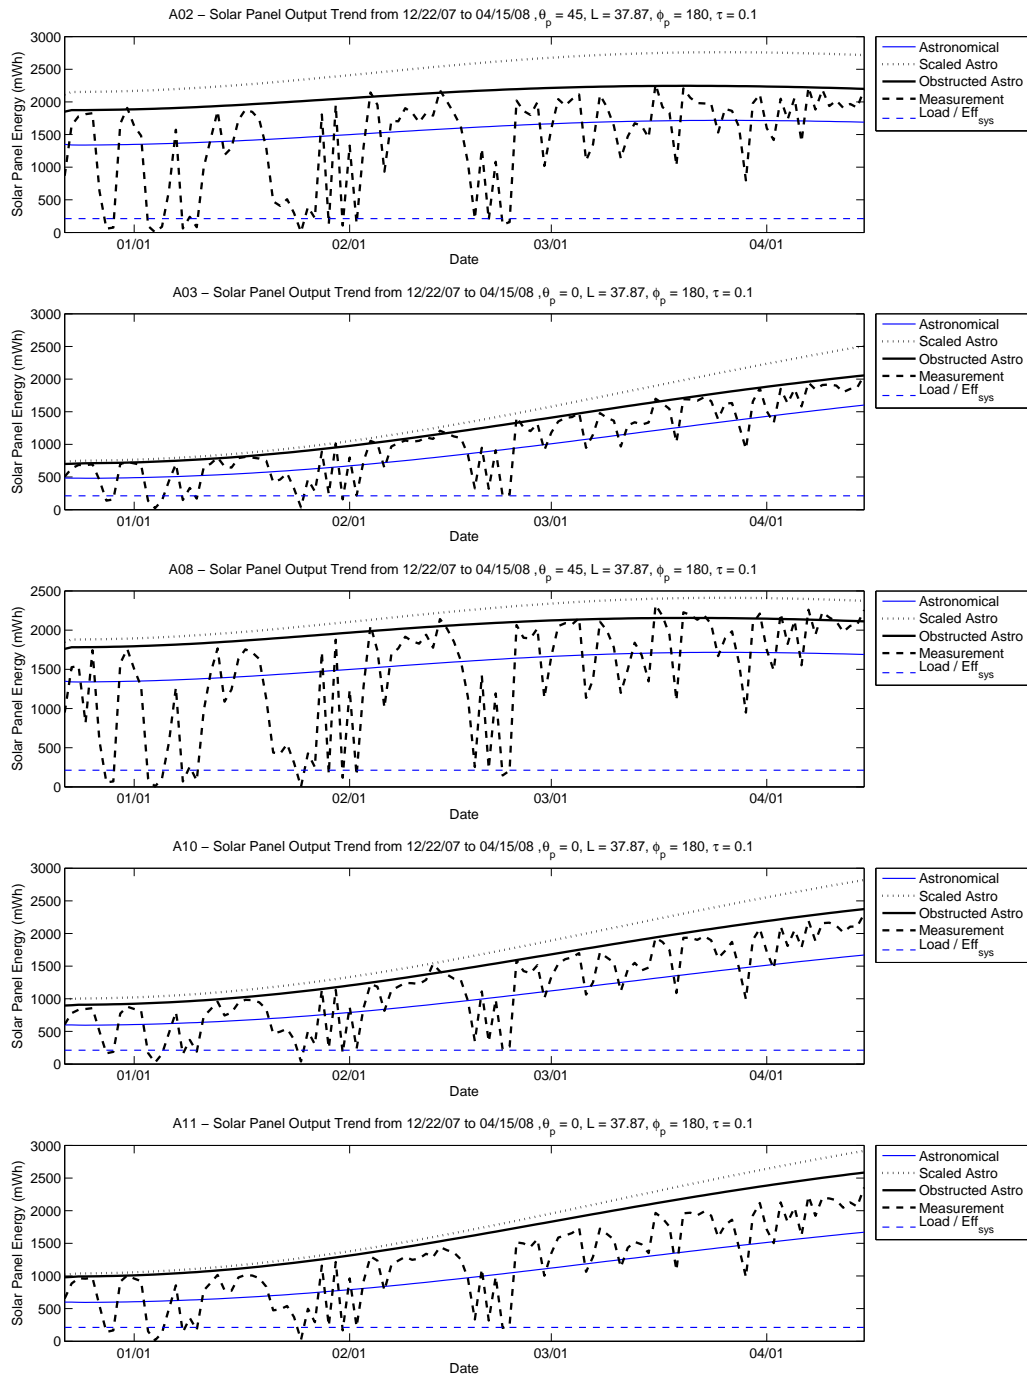 A02 – Solar Panel Output Trend from 12/22/07 to 04/15/08 ,θp = 45, L = 37.87, ϕp = 180, τ = 0.1
3000
2500
2000
1500
1000
500
0
Solar Panel Energy (mWh)
01/01 02/01 03/01 04/01
Date
Astronomical
Scaled Astro
Obstructed Astro
Measurement
Load / Effsys
A03 – Solar Panel Output Trend from 12/22/07 to 04/15/08 ,θp = 0, L = 37.87, ϕp = 180, τ = 0.1
3000
2500
2000
1500
1000
500
0
Solar Panel Energy (mWh)
01/01 02/01 03/01 04/01
Date
Astronomical
Scaled Astro
Obstructed Astro
Measurement
Load / Effsys
A08 – Solar Panel Output Trend from 12/22/07 to 04/15/08 ,θp = 45, L = 37.87, ϕp = 180, τ = 0.1
2500
2000
1500
1000
500
0
Solar Panel Energy (mWh)
01/01 02/01 03/01 04/01
Date
Astronomical
Scaled Astro
Obstructed Astro
Measurement
Load / Effsys
A10 – Solar Panel Output Trend from 12/22/07 to 04/15/08 ,θp = 0, L = 37.87, ϕp = 180, τ = 0.1
3000
2500
2000
1500
1000
500
0
Solar Panel Energy (mWh)
01/01 02/01 03/01 04/01
Date
Astronomical
Scaled Astro
Obstructed Astro
Measurement
Load / Effsys
A11 – Solar Panel Output Trend from 12/22/07 to 04/15/08 ,θp = 0, L = 37.87, ϕp = 180, τ = 0.1
3000
2500
2000
1500
1000
500
0
Solar Panel Energy (mWh)
01/01 02/01 03/01 04/01
Date
Astronomical
Scaled Astro
Obstructed Astro
Measurement
Load / Effsys